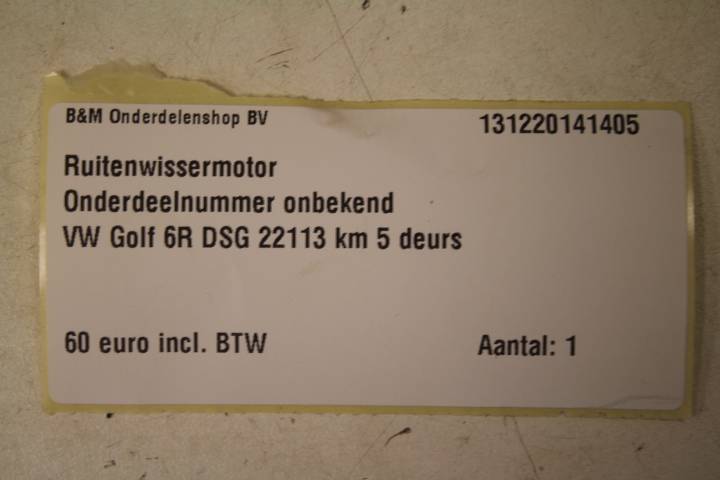 B&M Onderdelenshop BV 131220141405
Ruitenwissermotor
Onderdeelnummer onbekend
VW Golf 6R DSG 22113 km 5 deurs
60 euro incl. BTW Aantal: 1